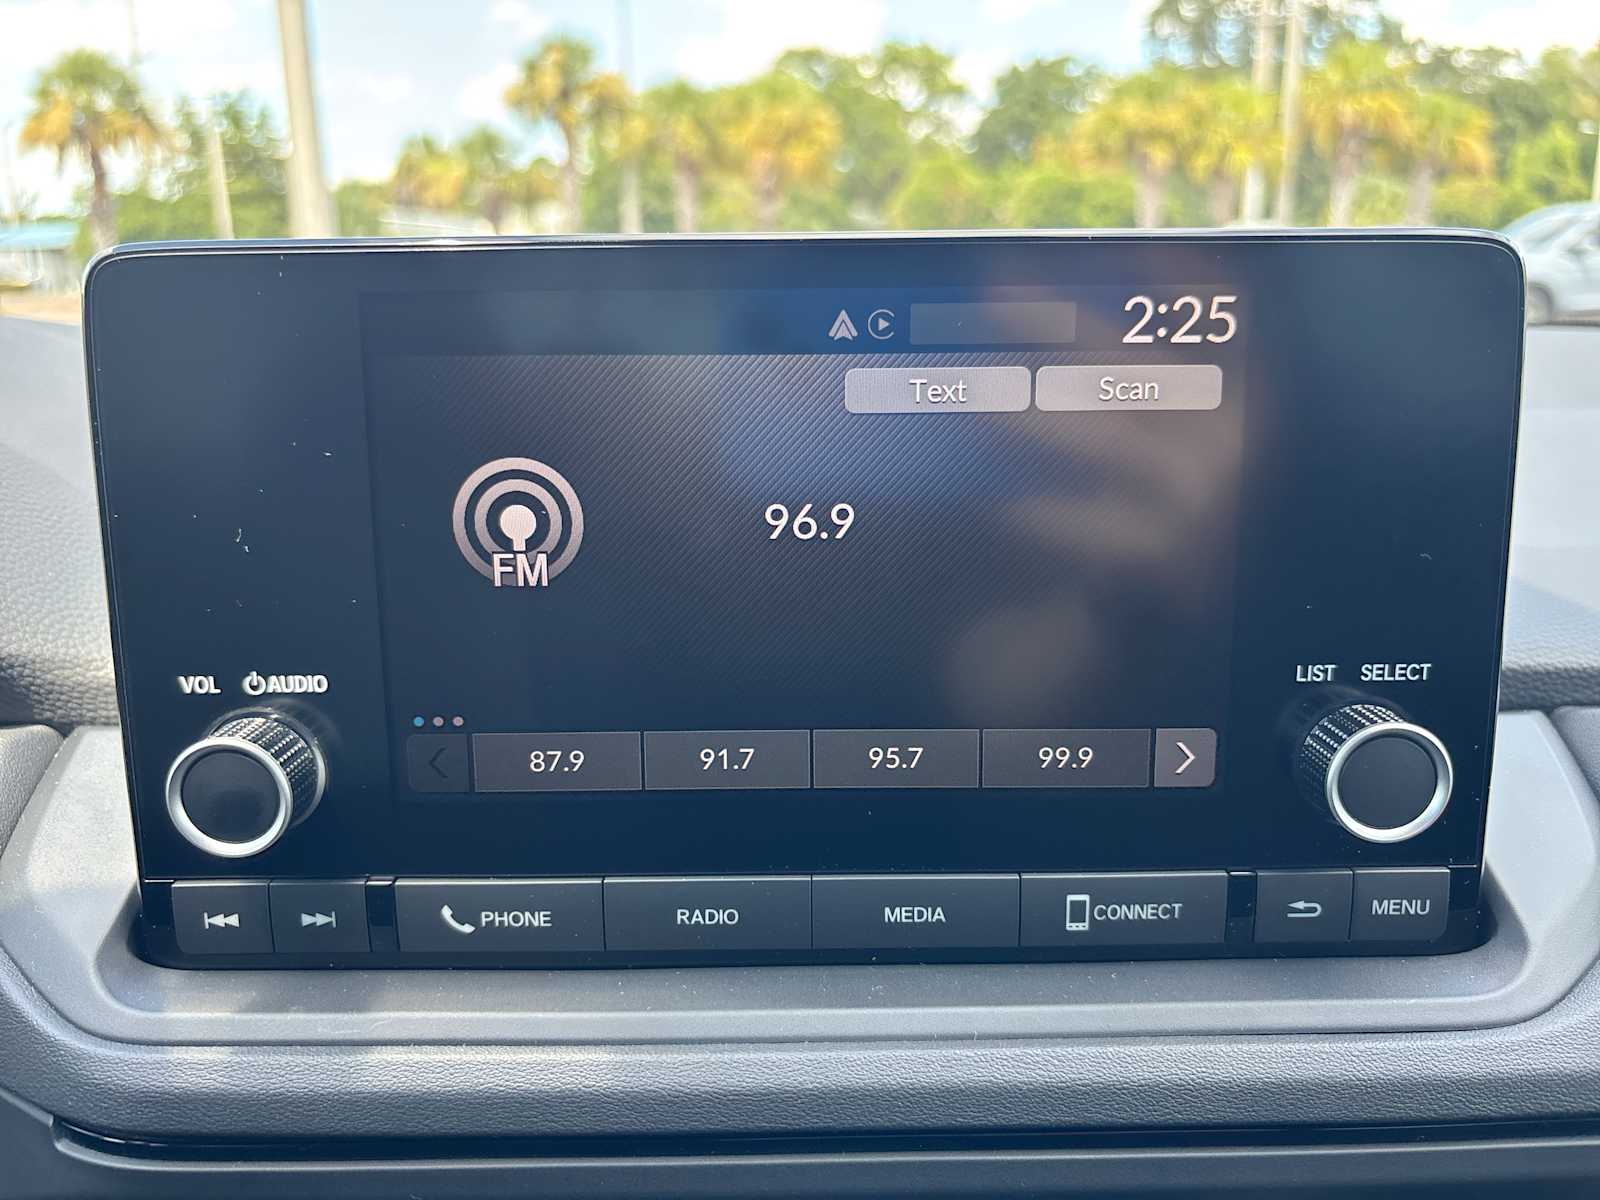 2:25
Text Scan
96.9
FM
VOL AUDIO
LIST SELECT
87.9 91.7 95.7 99.9
PHONE RADIO MEDIA CONNECT MENU